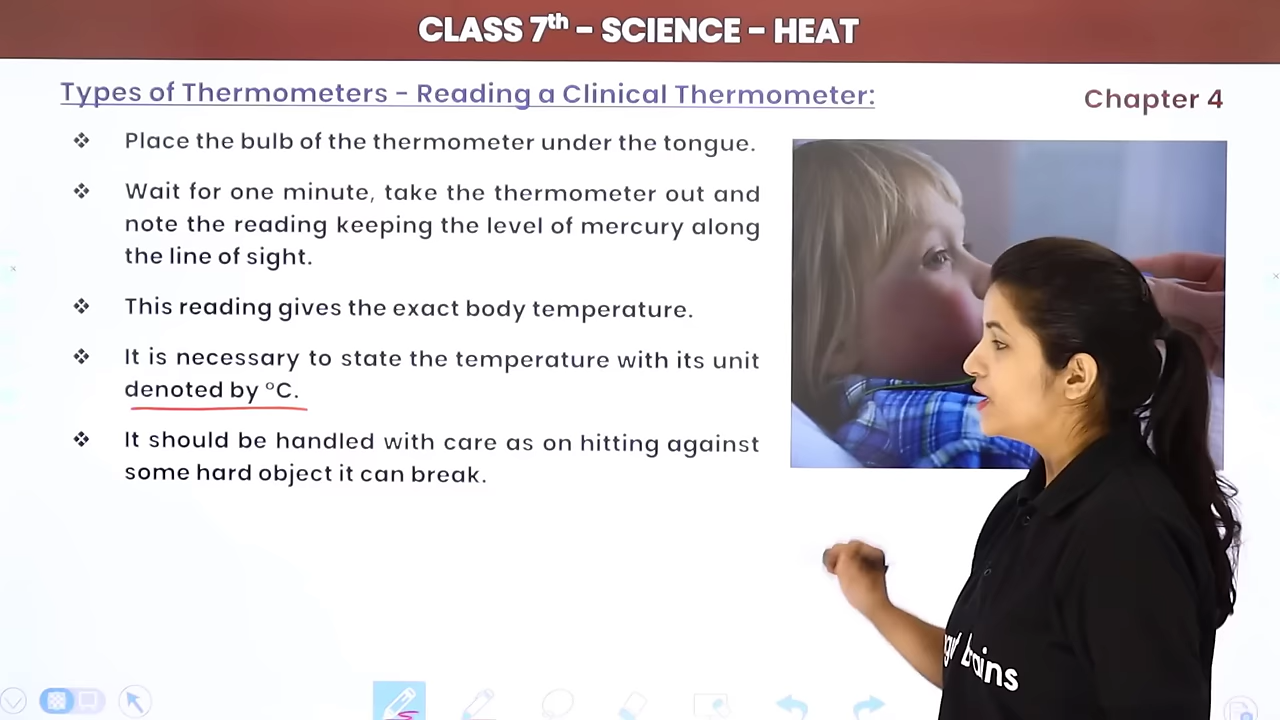 CLASS 7th - SCIENCE - HEAT
Types of Thermometers - Reading a Clinical Thermometer:
Chapter 4
❖ Place the bulb of the thermometer under the tongue.
❖ Wait for one minute, take the thermometer out and
note the reading keeping the level of mercury along
the line of sight.
❖ This reading gives the exact body temperature.
❖ It is necessary to state the temperature with its unit
denoted by °C.
❖ It should be handled with care as on hitting against
some hard object it can break.